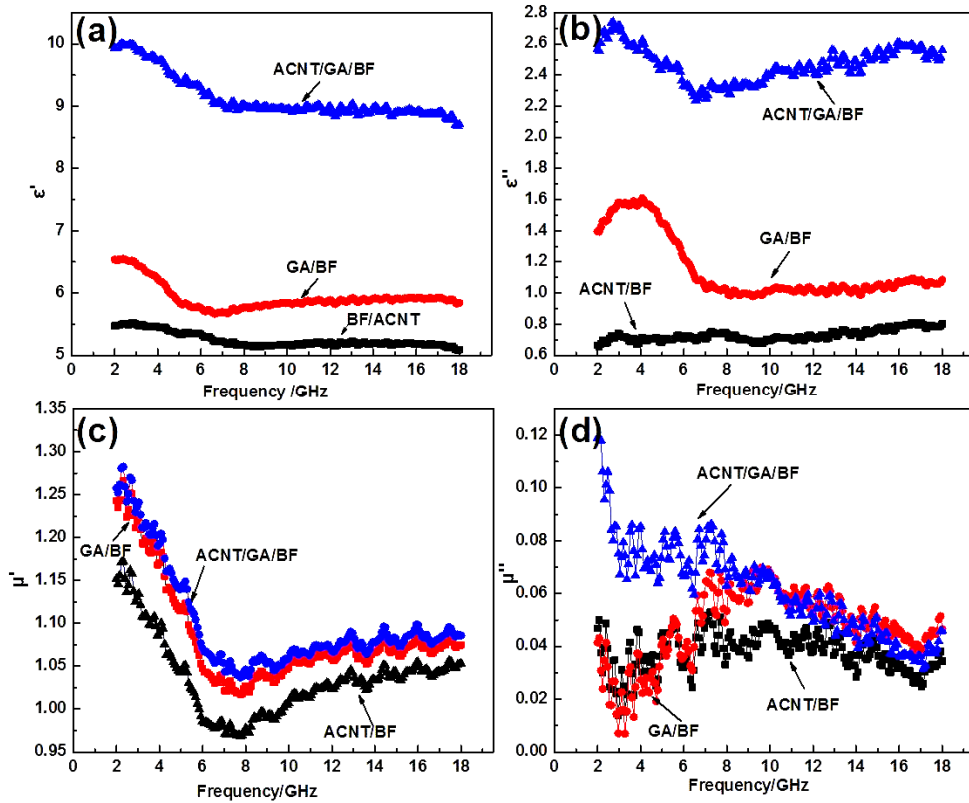 (a)
10
9
8
7
6
5
ε'
ACNT/GA/BF
GA/BF
BF/ACNT
0 2 4 6 8 10 12 14 16 18
Frequency /GHz
(b)
2.8
2.6
2.4
2.2
2.0
1.8
1.6
1.4
1.2
1.0
0.8
0.6
ε''
ACNT/GA/BF
GA/BF
ACNT/BF
0 2 4 6 8 10 12 14 16 18
Frequency/GHz
(c)
1.35
1.30
1.25
1.20
1.15
1.10
1.05
1.00
0.95
μ'
GA/BF
ACNT/GA/BF
ACNT/BF
0 2 4 6 8 10 12 14 16 18
Frequency/GHz
(d)
0.12
0.10
0.08
0.06
0.04
0.02
0.00
μ''
ACNT/GA/BF
GA/BF
ACNT/BF
0 2 4 6 8 10 12 14 16 18
Frequency/GHz